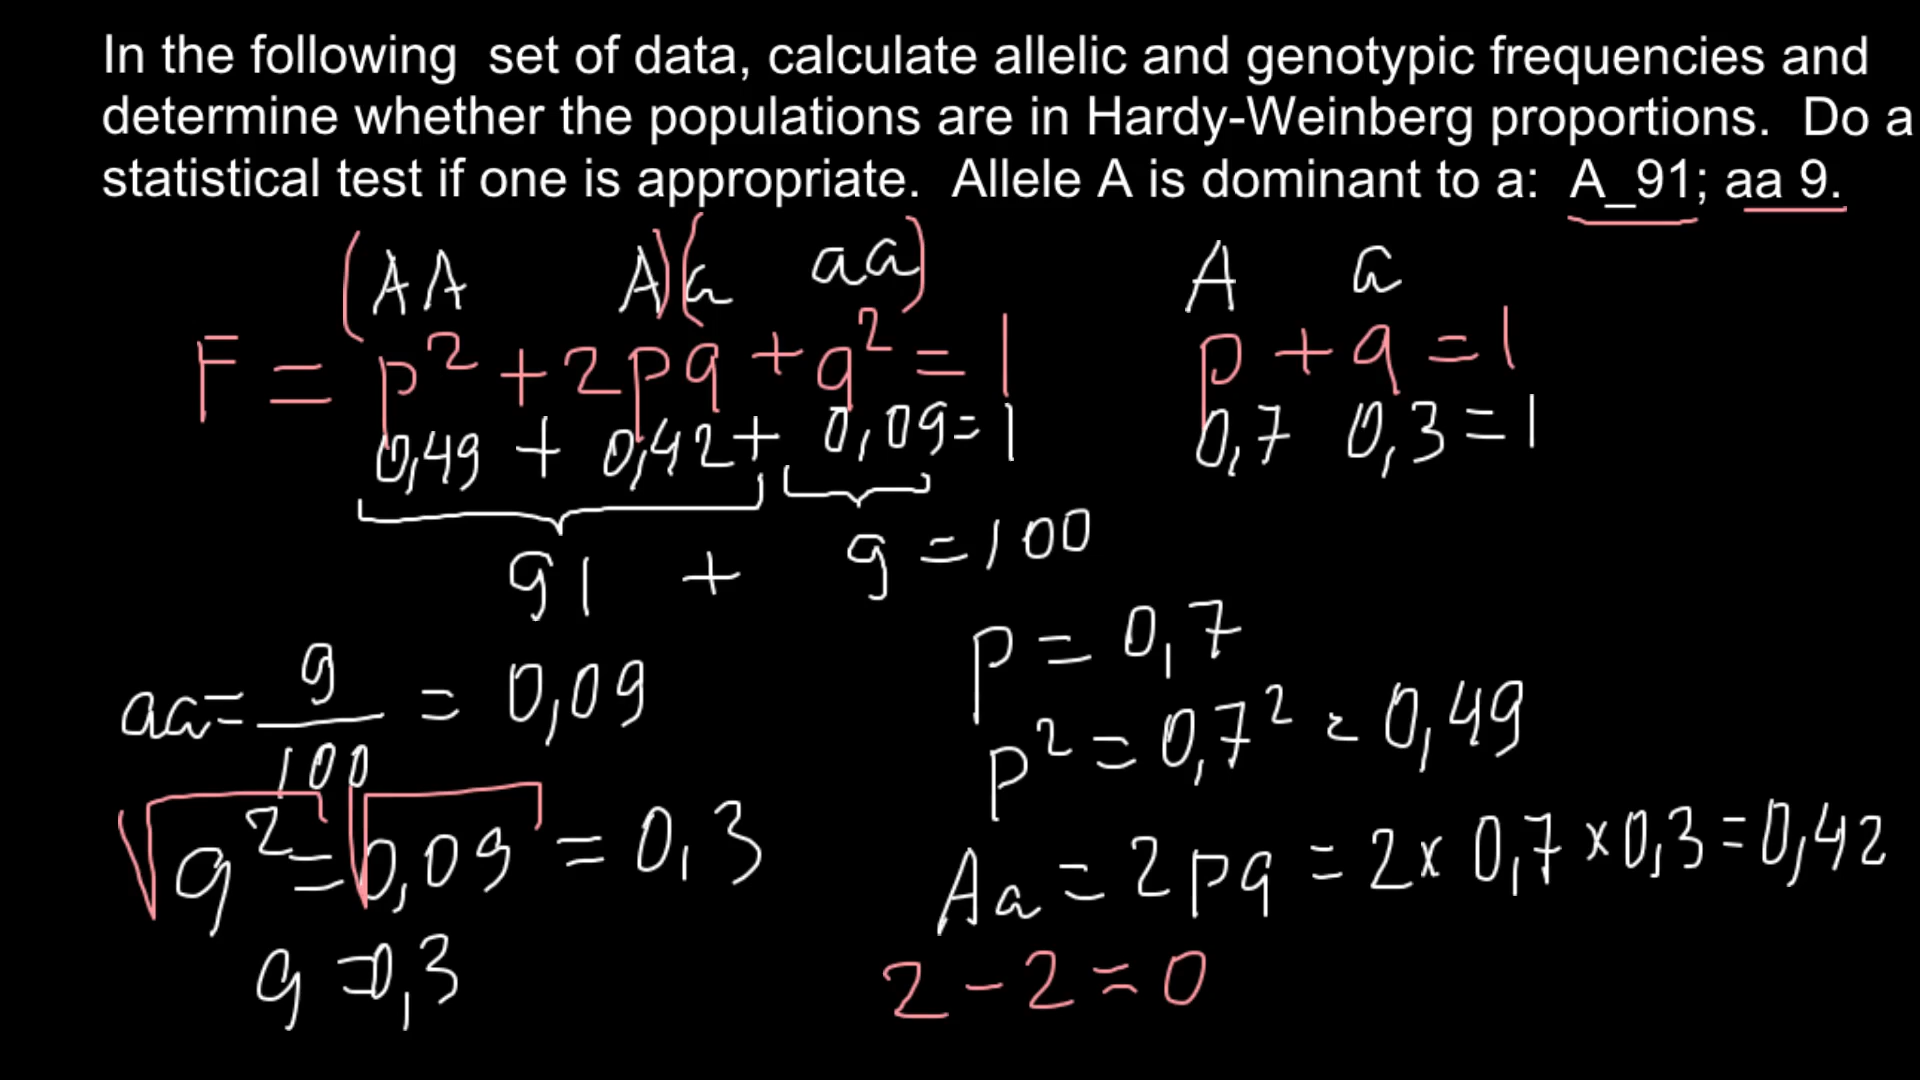 In the following set of data, calculate allelic and genotypic frequencies and
determine whether the populations are in Hardy-Weinberg proportions. Do a
statistical test if one is appropriate. Allele A is dominant to a: A_91; aa 9.
(AA A)(a aa) A a
F = p² + 2pq + q² = 1 p + q = 1
0,49 + 0,42 + 0,09 = 1 0,7 0,3 = 1
91 + 9 = 100
p = 0,7
aa = 9/100 = 0,09
p² = 0,7² = 0,49
√q² = √0,09 = 0,3
Aa = 2pq = 2 x 0,7 x 0,3 = 0,42
q = 0,3
2 - 2 = 0